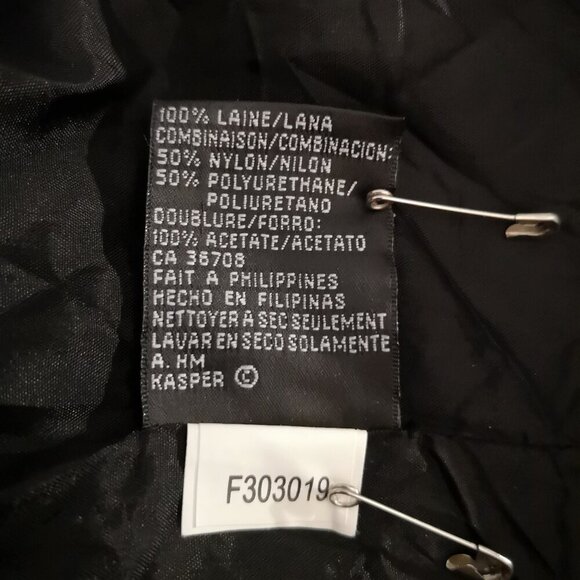 100% LAINE/LANA
COMBINAISON/COMBINACION:
50% NYLON/NILON
50% POLYURETHANE/
POLIURETANO
DOUBLURE/FORRO:
100% ACETATE/ACETATO
CA 36708
FAIT A PHILIPPINES
HECHO EN FILIPINAS
NETTOYER A SEC SEULEMENT
LAVAR EN SECO SOLAMENTE
A. HM
KASPER ©
F303019